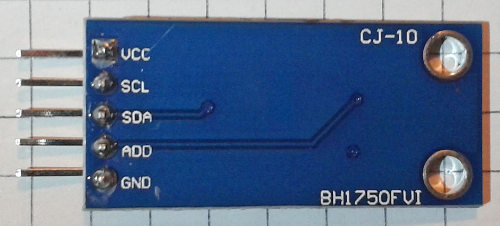 CJ-10
VCC
SCL
SDA
ADD
GND
BH1750FVI